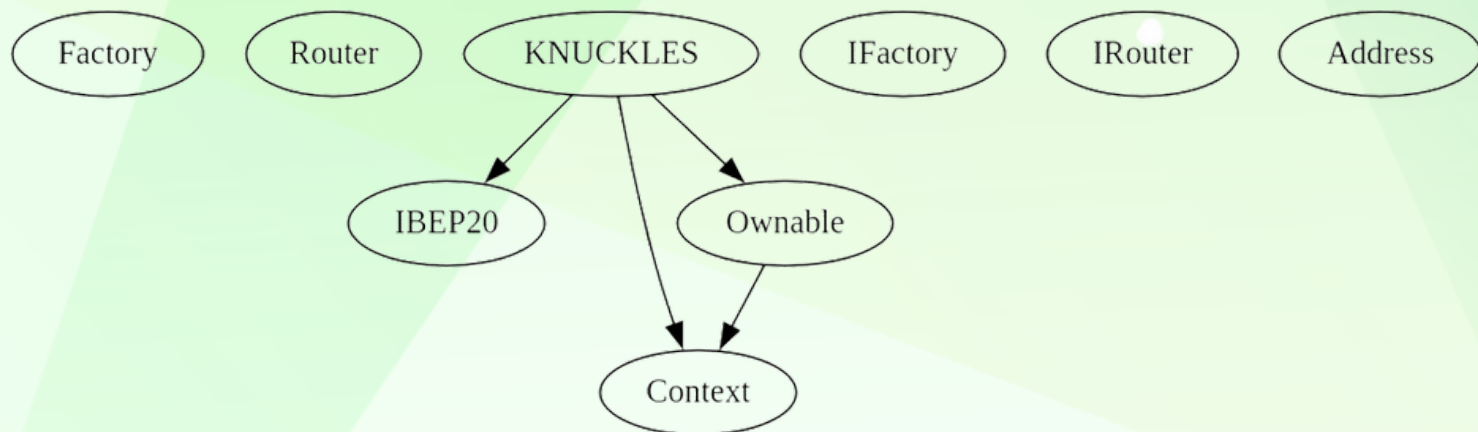 Factory Router KNUCKLES IFactory IRouter Address
IBEP20 Ownable
Context